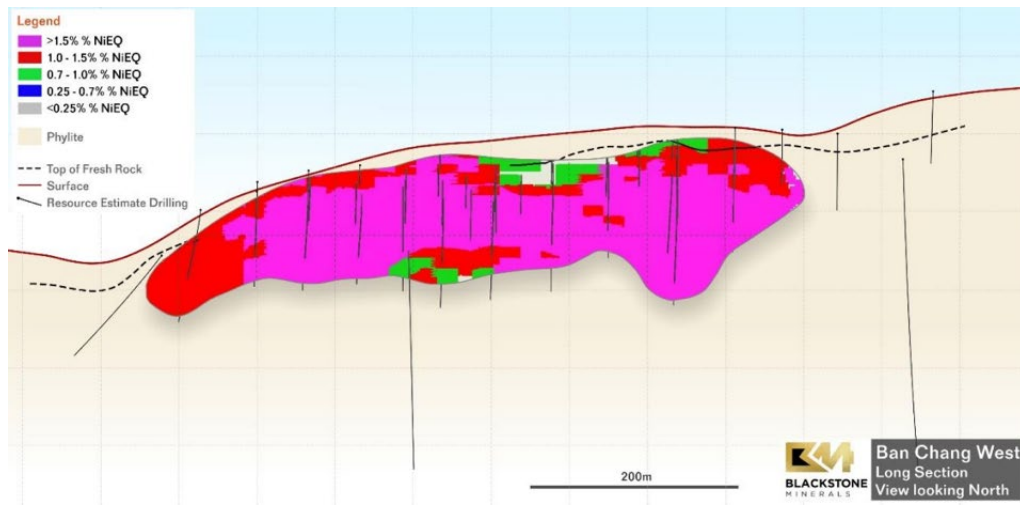 Legend
>1.5% % NiEQ
1.0 - 1.5% % NiEQ
0.7 - 1.0% % NiEQ
0.25 - 0.7% % NiEQ
<0.25% % NiEQ
Phylite
Top of Fresh Rock
Surface
Resource Estimate Drilling
200m
BLACKSTONE
MINERALS
Ban Chang West
Long Section
View looking North